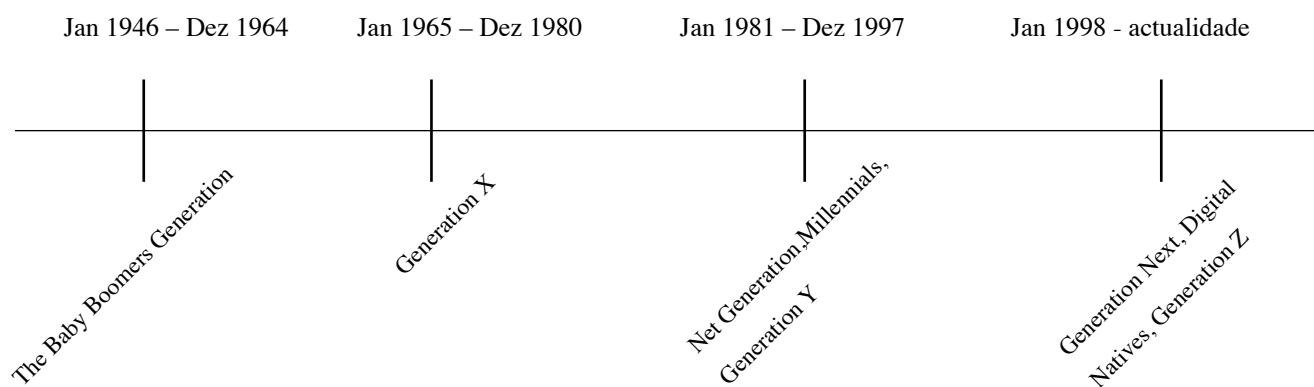 Jan 1946 – Dez 1964
Jan 1965 – Dez 1980
Jan 1981 – Dez 1997
Jan 1998 - actualidade
The Baby Boomers Generation
Generation X
Net Generation,Millennials,
Generation Y
Generation Next, Digital
Natives, Generation Z